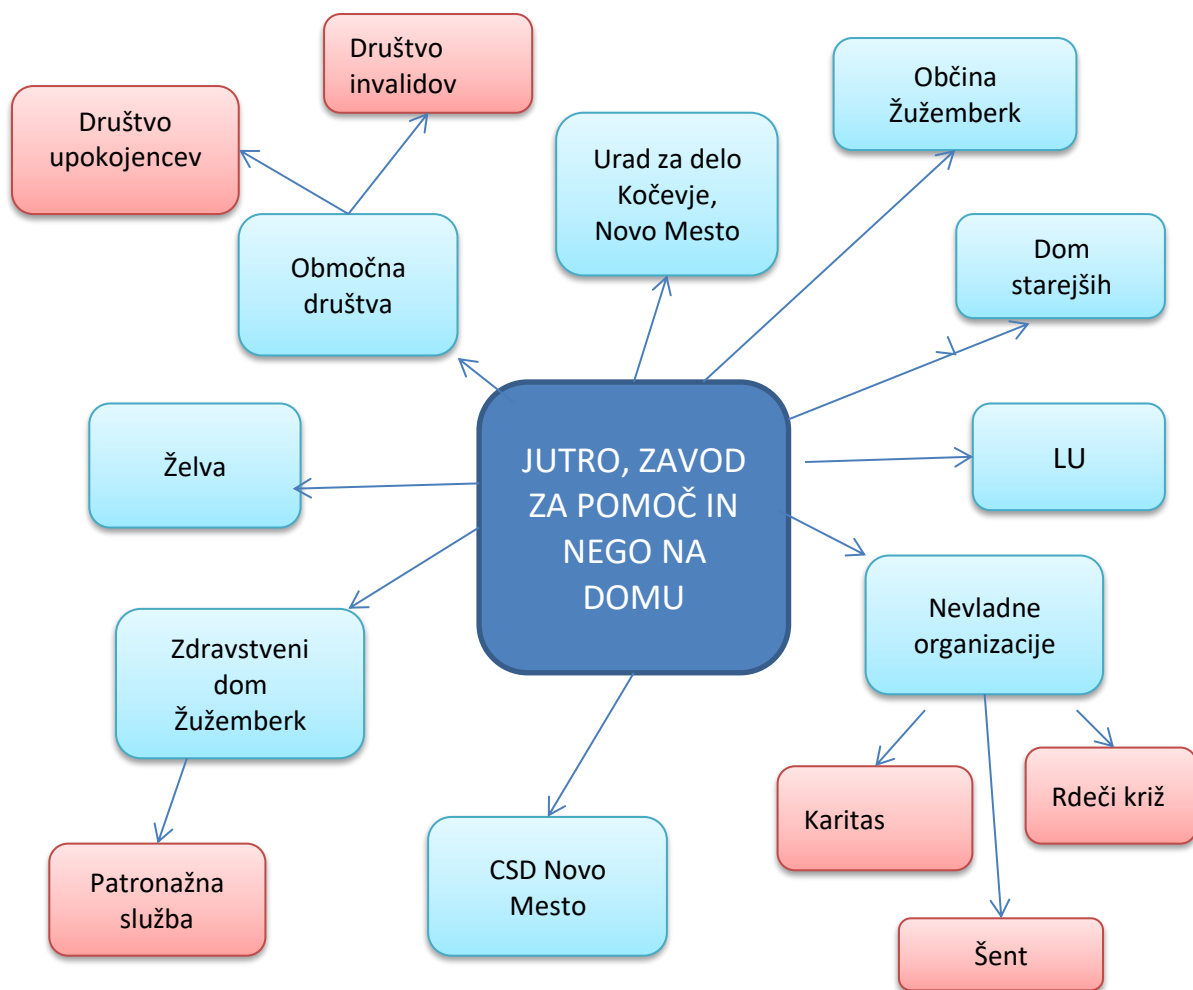 Društvo
invalidov
Društvo
upokojencev
Občina
Žužemberk
Urad za delo
Kočevje,
Novo Mesto
Območna
društva
Dom
starejših
Želva
JUTRO, ZAVOD
ZA POMOČ IN
NEGO NA
DOMU
LU
Zdravstveni
dom
Žužemberk
Nevladne
organizacije
Karitas
Rdeči križ
Patronažna
služba
CSD Novo
Mesto
Šent